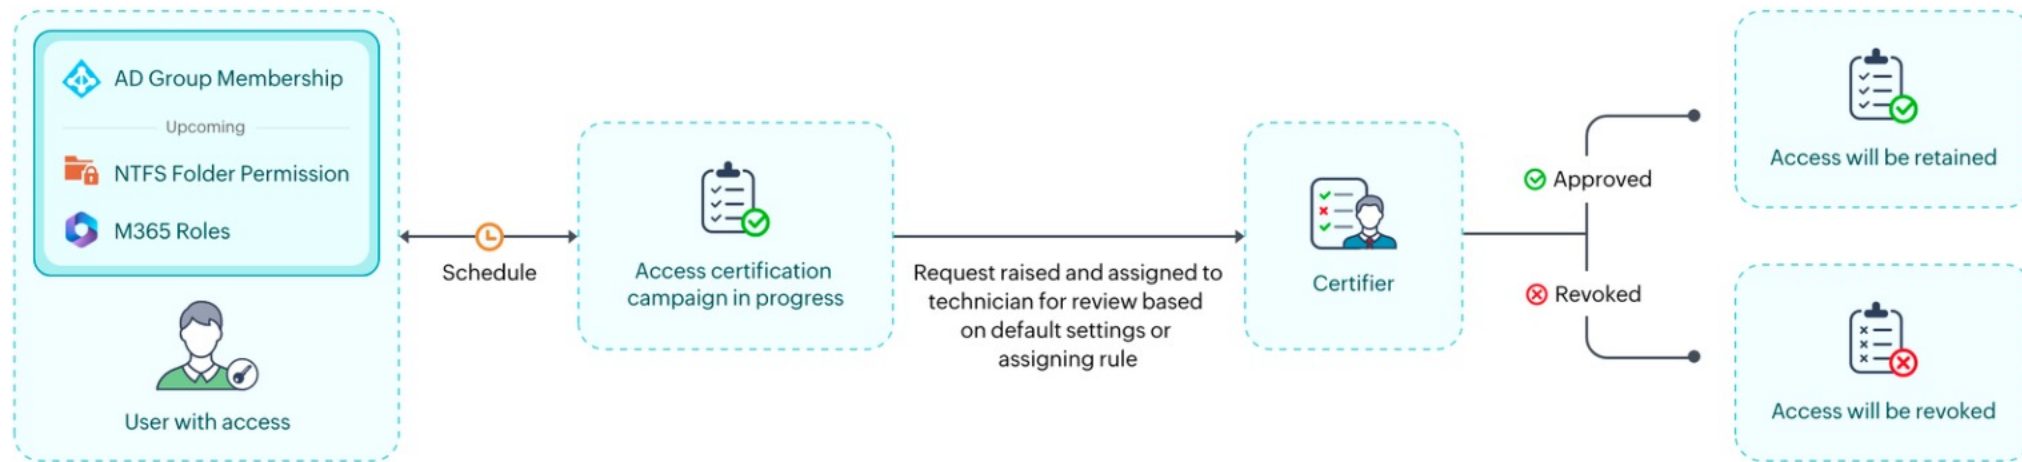 AD Group Membership
Upcoming
NTFS Folder Permission
M365 Roles
User with access
Schedule
Access certification
campaign in progress
Request raised and assigned to
technician for review based
on default settings or
assigning rule
Certifier
Approved
Revoked
Access will be retained
Access will be revoked